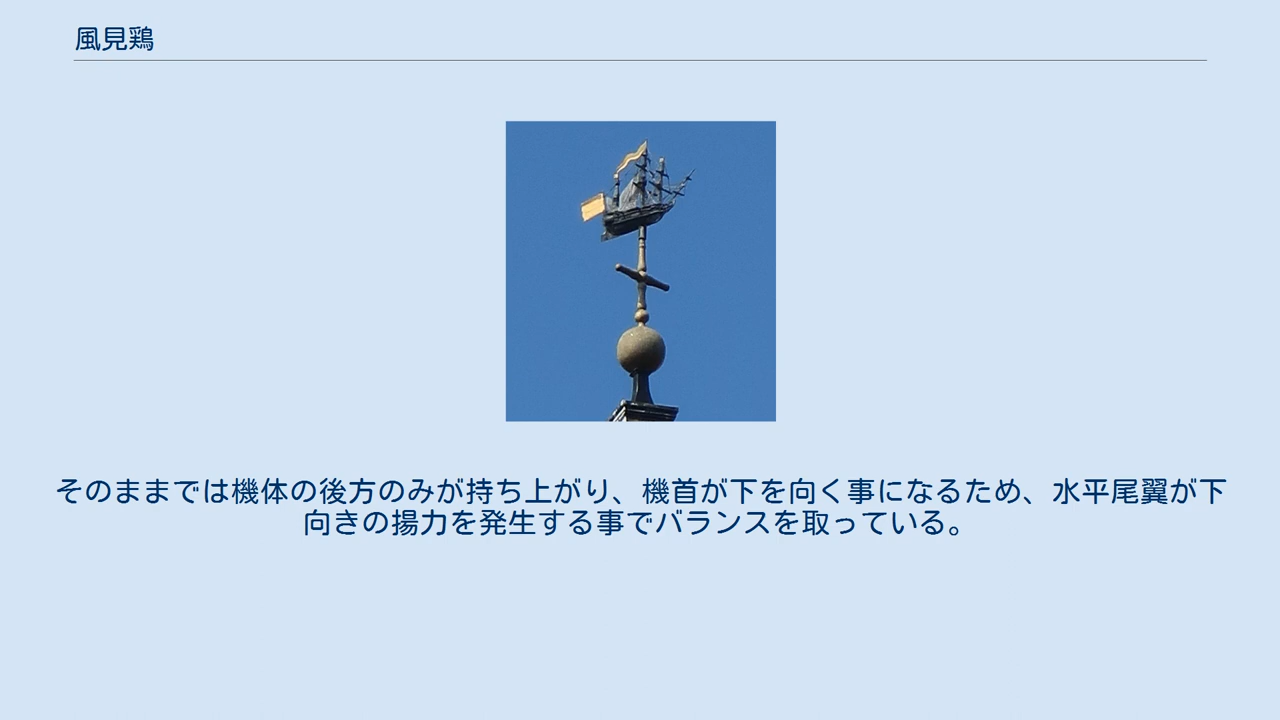 風見鶏
そのままでは機体の後方のみが持ち上がり、機首が下を向く事になるため、水平尾翼が下
向きの揚力を発生する事でバランスを取っている。